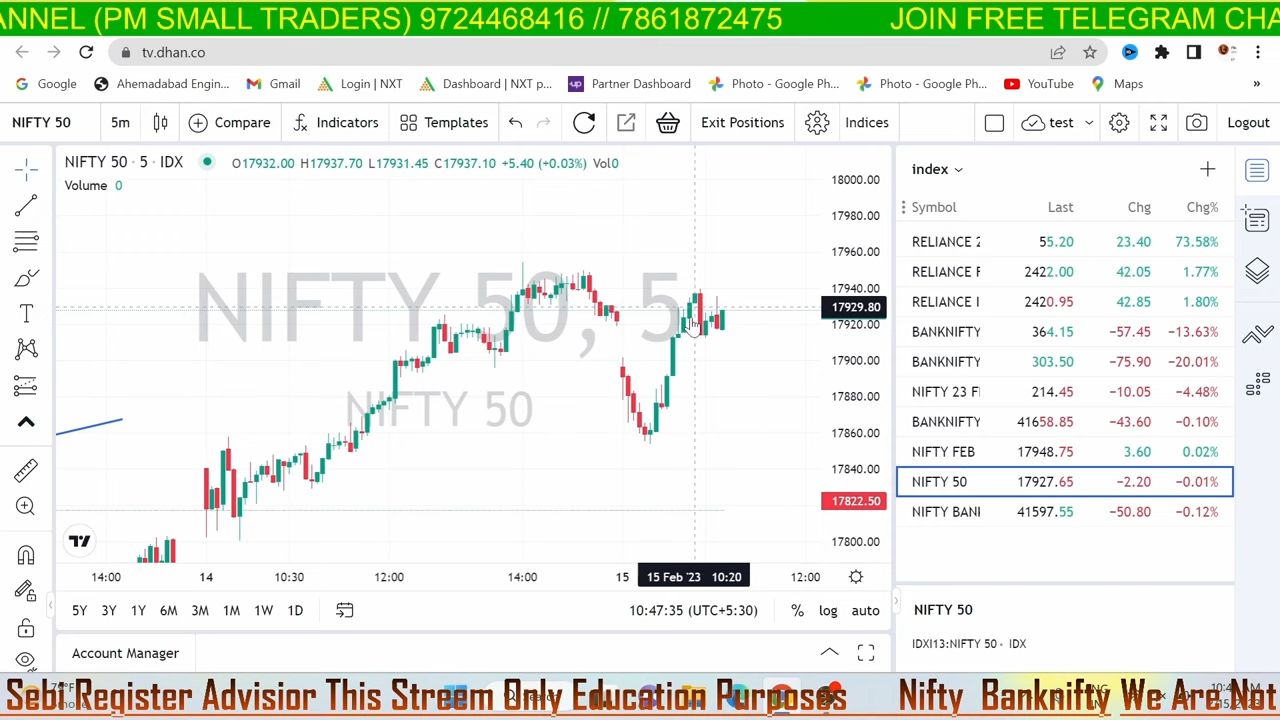 ANNEL (PM SMALL TRADERS) 9724468416 // 7861872475 JOIN FREE TELEGRAM CHA
tv.dhan.co
Google Ahemadabad Engin... Gmail Login | NXT Dashboard | NXT p... Partner Dashboard Photo - Google Ph... Photo - Google Ph... YouTube Maps »
NIFTY 50 5m Compare Indicators Templates Exit Positions Indices test Logout
NIFTY 50 · 5 · IDX O17932.00 H17937.70 L17931.45 C17937.10 +5.40 (+0.03%) Vol0
Volume 0
NIFTY 50, 5
NIFTY 50
18000.00
17980.00
17960.00
17940.00
17929.80
17920.00
17900.00
17880.00
17860.00
17840.00
17822.50
17800.00
14:00 14 10:30 12:00 14:00 15 15 Feb '23 10:20 12:00
5Y 3Y 1Y 6M 3M 1M 1W 1D 10:47:35 (UTC+5:30) % log auto
Account Manager
index
Symbol Last Chg Chg%
RELIANCE 2 55.20 23.40 73.58%
RELIANCE F 2422.00 42.05 1.77%
RELIANCE I 2420.95 42.85 1.80%
BANKNIFTY 364.15 −57.45 −13.63%
BANKNIFTY 303.50 −75.90 −20.01%
NIFTY 23 F 214.45 −10.05 −4.48%
BANKNIFTY 41658.85 −43.60 −0.10%
NIFTY FEB 17948.75 3.60 0.02%
NIFTY 50 17927.65 −2.20 −0.01%
NIFTY BANI 41597.55 −50.80 −0.12%
NIFTY 50
IDXI13:NIFTY 50 · IDX
Sebi Register Advisior This Streem Only Education Purposes Nifty Banknifty We Are Not